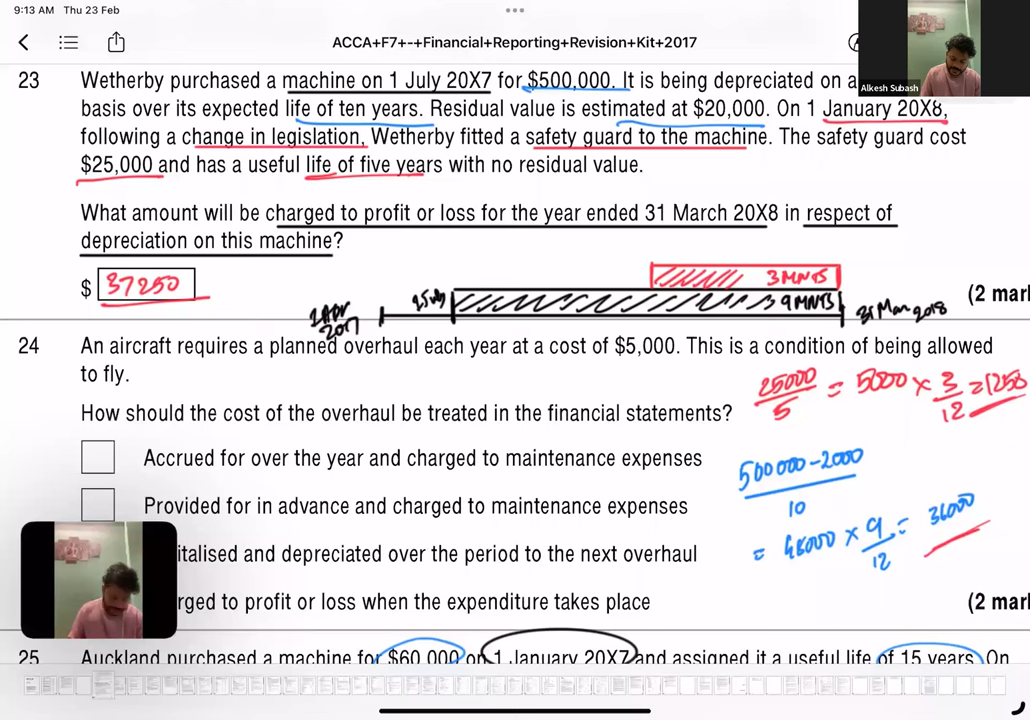 9:13 AM Thu 23 Feb
ACCA+F7+-+Financial+Reporting+Revision+Kit+2017
Alkesh Subash
23 Wetherby purchased a machine on 1 July 20X7 for $500,000. It is being depreciated on a
basis over its expected life of ten years. Residual value is estimated at $20,000. On 1 January 20X8,
following a change in legislation, Wetherby fitted a safety guard to the machine. The safety guard cost
$25,000 and has a useful life of five years with no residual value.
What amount will be charged to profit or loss for the year ended 31 March 20X8 in respect of
depreciation on this machine?
$ 37250
3 MNTS
(2 mar
9 MNTS
31 Mar 2018
1 Apr
2017
24 An aircraft requires a planned overhaul each year at a cost of $5,000. This is a condition of being allowed
to fly.
25000/5 = 5000 × 3/12 = 1250
How should the cost of the overhaul be treated in the financial statements?
Accrued for over the year and charged to maintenance expenses
500000-2000
10
Provided for in advance and charged to maintenance expenses
= 48000 × 9/12 = 36000
italised and depreciated over the period to the next overhaul
rged to profit or loss when the expenditure takes place
(2 mar
25 Auckland purchased a machine for $60,000 on 1 January 20X7 and assigned it a useful life of 15 years. On